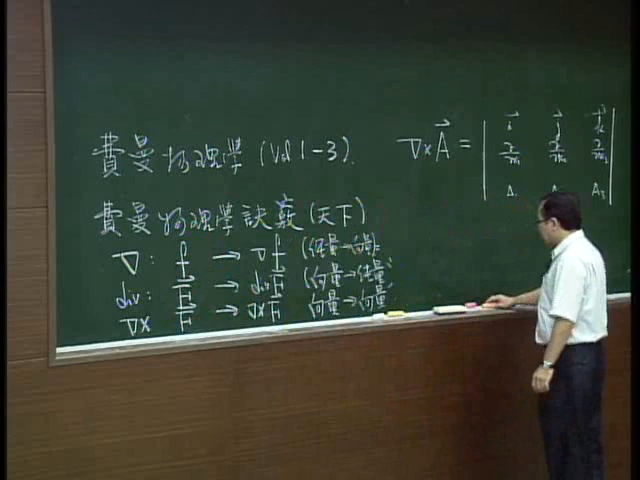 費曼物理學 (Vol 1-3).
費曼物理學訣竅 (天下)
∇: f → ∇f (純量→向量)
div: F⃗ → div F⃗ (向量→純量)
∇× F⃗ → ∇×F⃗ 向量→向量
∇×A⃗ =
i⃗ j⃗ k⃗
∂/∂x₁ ∂/∂x₂ ∂/∂x₃
A₁ A₃